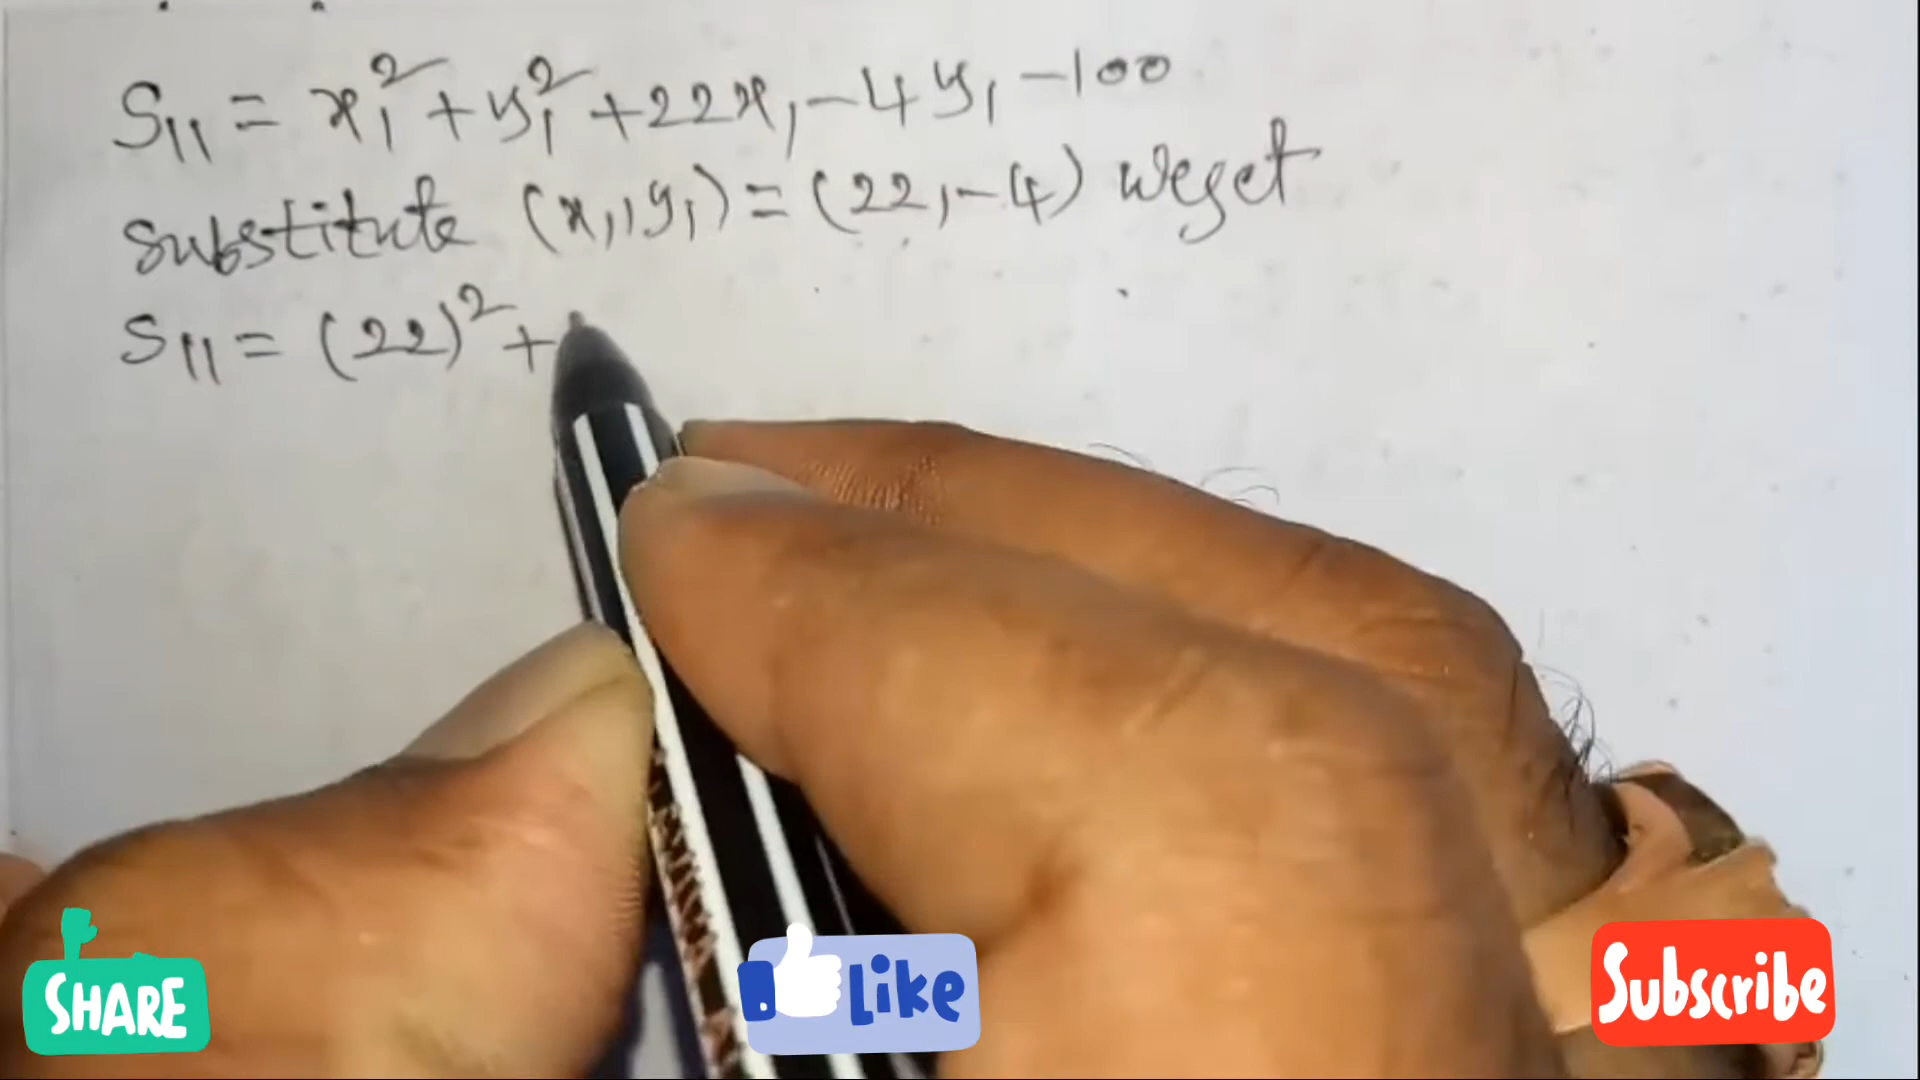 S₁₁ = x₁² + y₁² + 22x₁ - 4y₁ - 100
substitute (x₁, y₁) = (22, -4) we get
S₁₁ = (22)² +
SHARE
Like
Subscribe